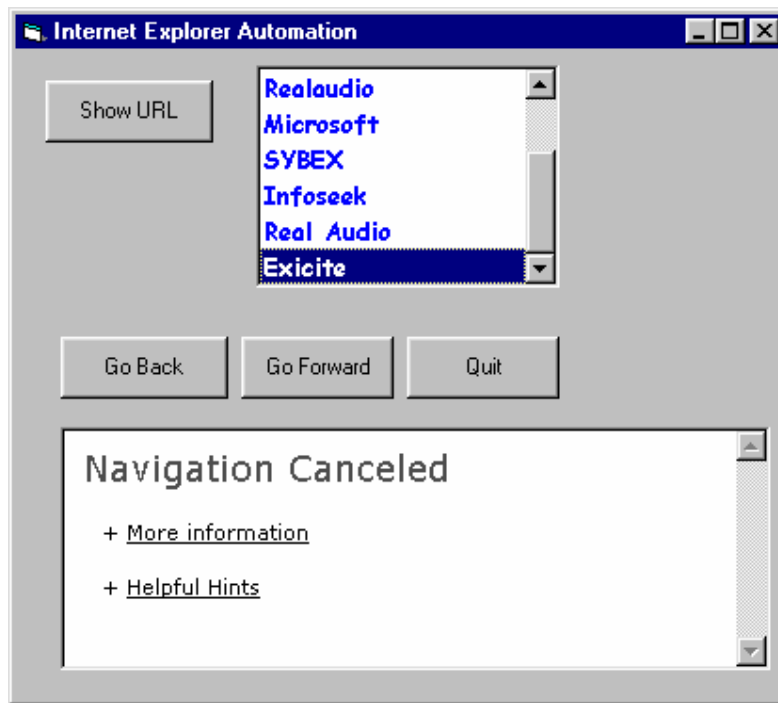 Internet Explorer Automation
Show URL
Realaudio
Microsoft
SYBEX
Infoseek
Real Audio
Exicite
Go Back
Go Forward
Quit
Navigation Canceled
+ More information
+ Helpful Hints